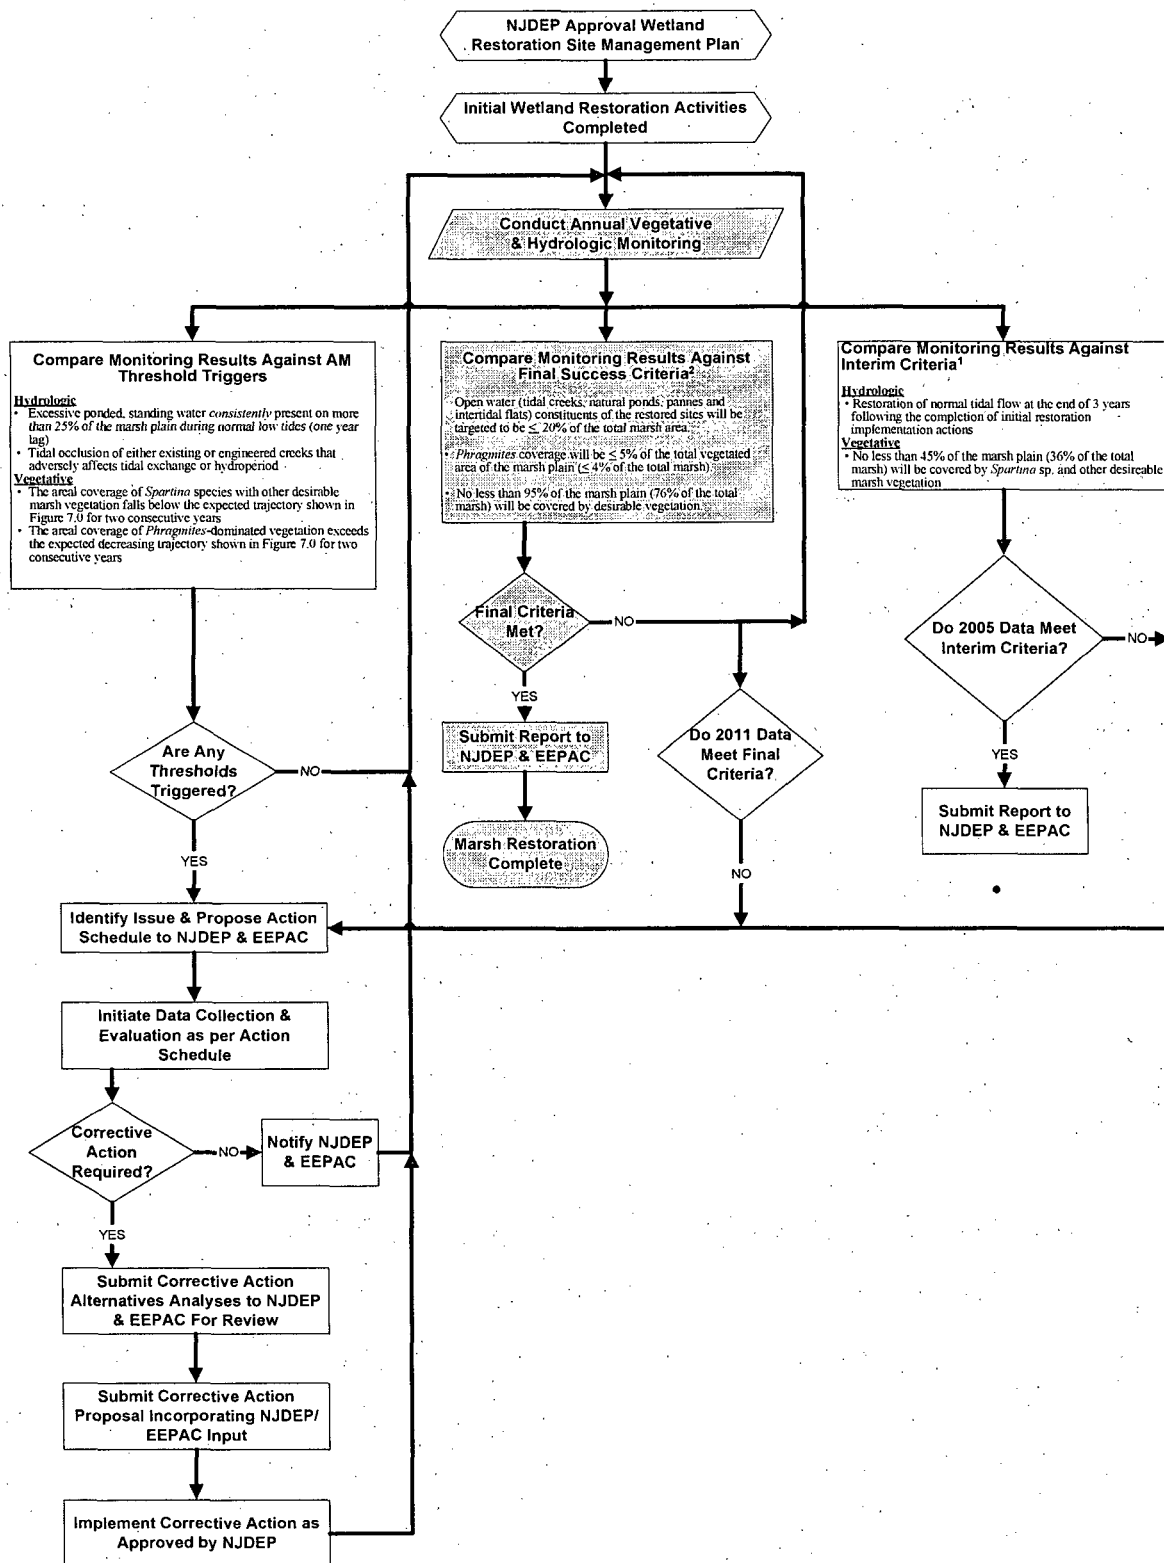 NJDEP Approval Wetland
Restoration Site Management Plan
Initial Wetland Restoration Activities
Completed
Conduct Annual Vegetative
& Hydrologic Monitoring
Compare Monitoring Results Against AM
Threshold Triggers
Hydrologic
• Excessive ponded, standing water consistently present on more
than 25% of the marsh plain during normal low tides (one year
lag)
• Tidal occlusion of either existing or engineered creeks that
adversely affects tidal exchange or hydroperiod
Vegetative
• The areal coverage of Spartina species with other desirable
marsh vegetation falls below the expected trajectory shown in
Figure 7.0 for two consecutive years
• The areal coverage of Phragmites-dominated vegetation exceeds
the expected decreasing trajectory shown in Figure 7.0 for two
consecutive years
Compare Monitoring Results Against
Final Success Criteria²
Open water (tidal creeks, natural ponds, pannes and
intertidal flats) constituents of the restored sites will be
targeted to be ≤ 20% of the total marsh area.
• Phragmites coverage will be ≤ 5% of the total vegetated
area of the marsh plain (≤ 4% of the total marsh).
• No less than 95% of the marsh plain (76% of the total
marsh) will be covered by desirable vegetation.
Compare Monitoring Results Against
Interim Criteria¹
Hydrologic
• Restoration of normal tidal flow at the end of 3 years
following the completion of initial restoration
implementation actions
Vegetative
• No less than 45% of the marsh plain (36% of the total
marsh) will be covered by Spartina sp. and other desireable
marsh vegetation
Final Criteria
Met?
NO
YES
Do 2005 Data Meet
Interim Criteria?
NO
YES
Submit Report to
NJDEP & EEPAC
Do 2011 Data
Meet Final
Criteria?
NO
Submit Report to
NJDEP & EEPAC
Marsh Restoration
Complete
Are Any
Thresholds
Triggered?
NO
YES
Identify Issue & Propose Action
Schedule to NJDEP & EEPAC
Initiate Data Collection &
Evaluation as per Action
Schedule
Corrective
Action
Required?
NO
Notify NJDEP
& EEPAC
YES
Submit Corrective Action
Alternatives Analyses to NJDEP
& EEPAC For Review
Submit Corrective Action
Proposal Incorporating NJDEP/
EEPAC Input
Implement Corrective Action as
Approved by NJDEP